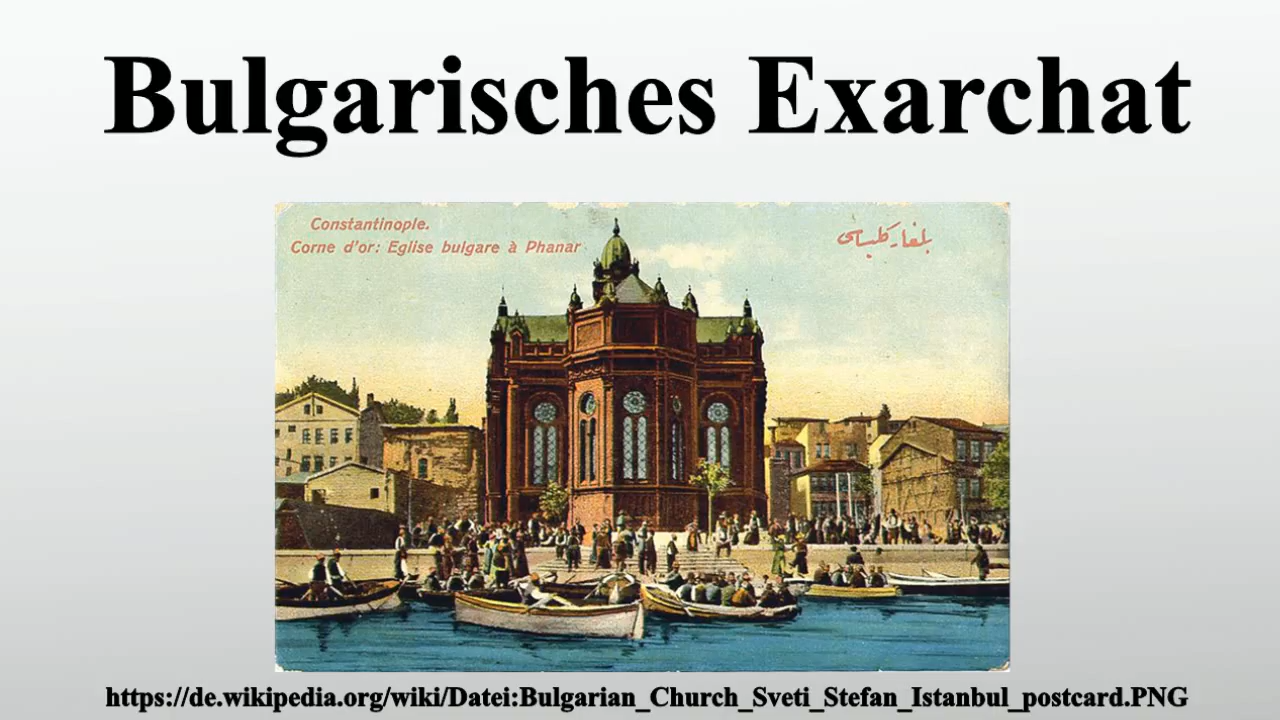 Bulgarisches Exarchat
Constantinople.
Corne d'or: Eglise bulgare à Phanar
بلغار كليساسى
https://de.wikipedia.org/wiki/Datei:Bulgarian_Church_Sveti_Stefan_Istanbul_postcard.PNG